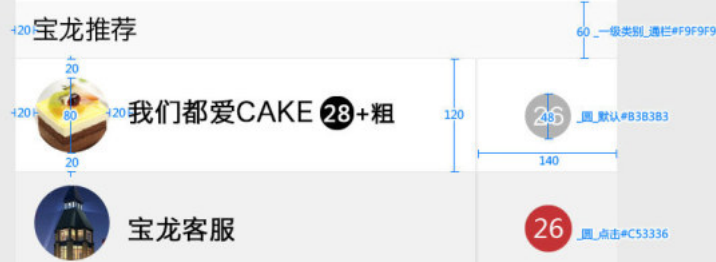 20 宝龙推荐 60 _一级类别_通栏#F9F9F9
20
20 80 20 我们都爱CAKE 28+粗 120 26 48 _圆_默认#B3B3B3
20 140
宝龙客服 26 _圆_点击#C53336